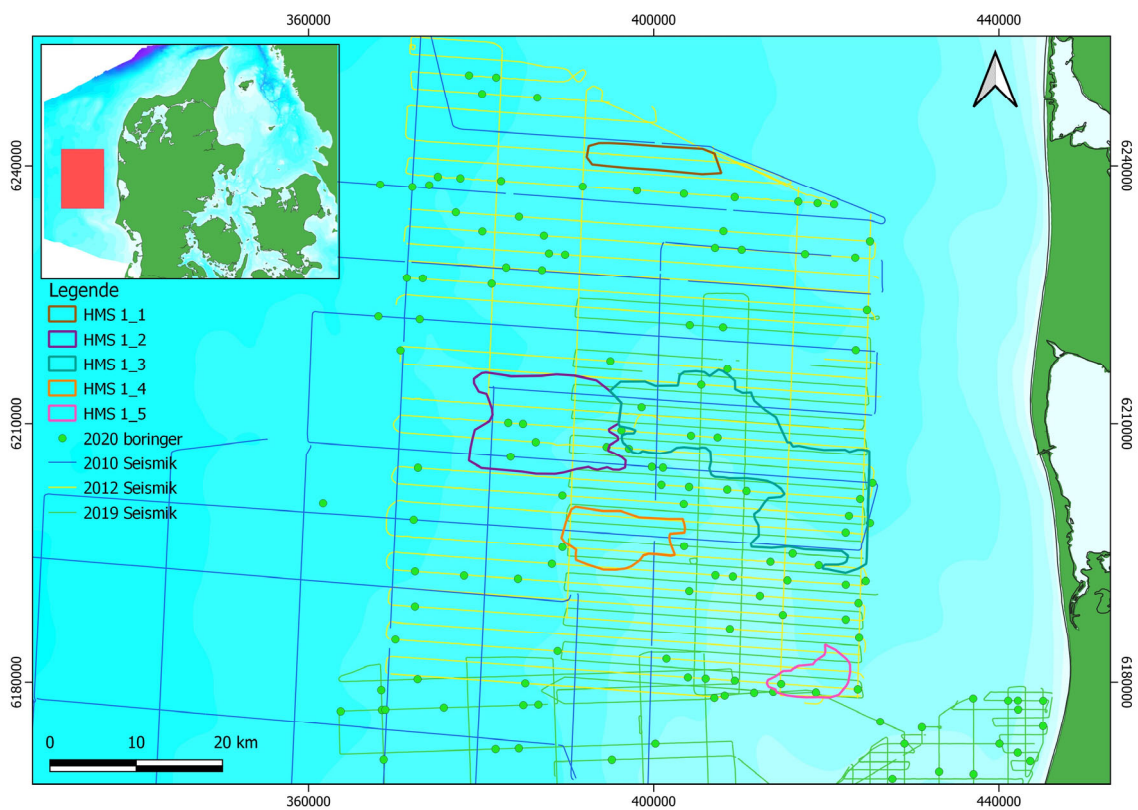 360000 400000 440000
6240000 6240000
Legende
HMS 1_1
HMS 1_2
HMS 1_3
HMS 1_4
HMS 1_5
2020 boringer
2010 Seismik
2012 Seismik
2019 Seismik
6210000 6210000
6180000 6180000
0 10 20 km
360000 400000 440000